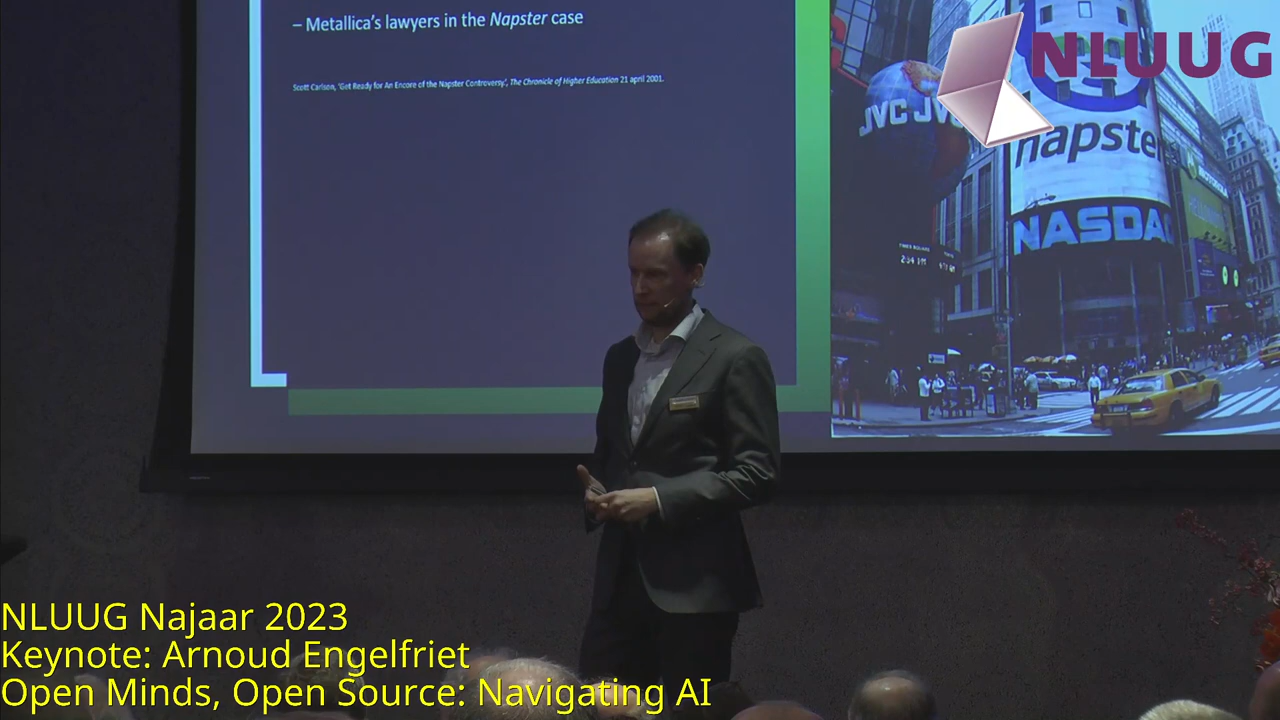 – Metallica's lawyers in the Napster case
Scott Carlson, 'Get Ready for An Encore of the Napster Controversy,', The Chronicle of Higher Education 21 april 2001.
NLUUG
JVC JV
napster
NASDA
NLUUG Najaar 2023
Keynote: Arnoud Engelfriet
Open Minds, Open Source: Navigating AI